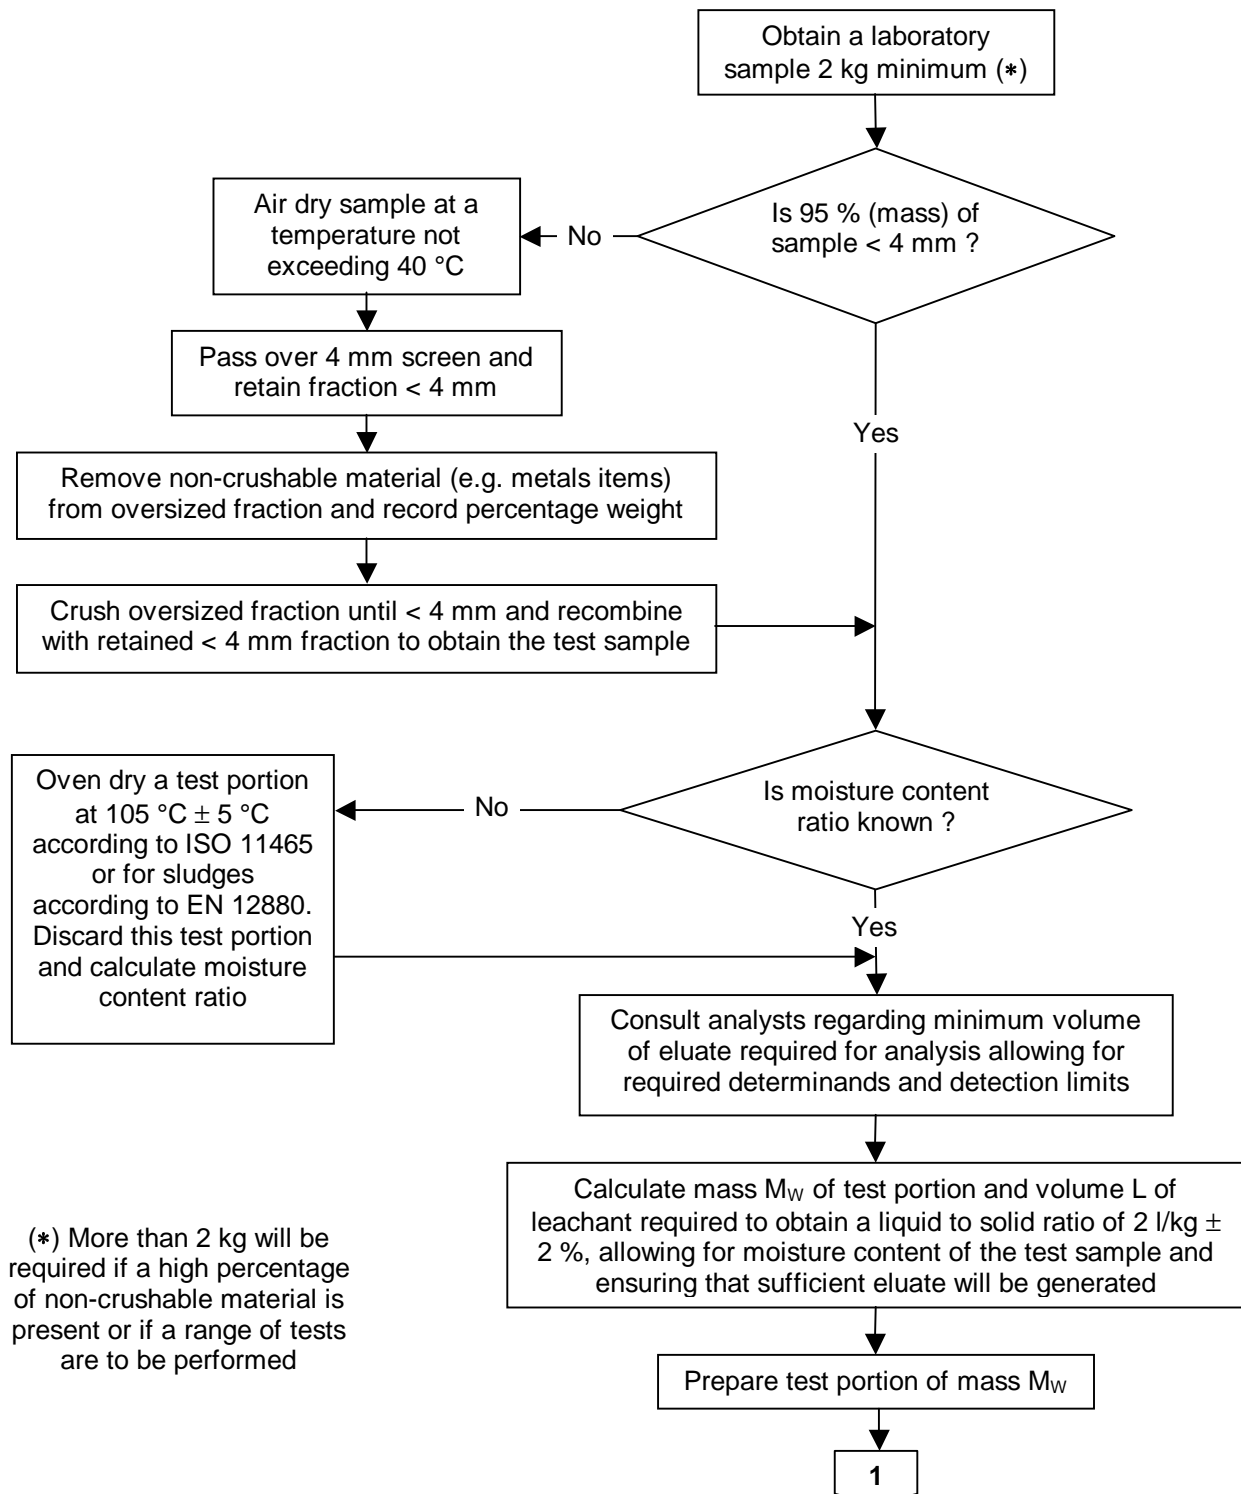 Obtain a laboratory
sample 2 kg minimum (*)
Is 95 % (mass) of
sample < 4 mm ?
No
Air dry sample at a
temperature not
exceeding 40 °C
Pass over 4 mm screen and
retain fraction < 4 mm
Yes
Remove non-crushable material (e.g. metals items)
from oversized fraction and record percentage weight
Crush oversized fraction until < 4 mm and recombine
with retained < 4 mm fraction to obtain the test sample
Is moisture content
ratio known ?
No
Oven dry a test portion
at 105 °C ± 5 °C
according to ISO 11465
or for sludges
according to EN 12880.
Discard this test portion
and calculate moisture
content ratio
Yes
Consult analysts regarding minimum volume
of eluate required for analysis allowing for
required determinands and detection limits
Calculate mass MW of test portion and volume L of
leachant required to obtain a liquid to solid ratio of 2 l/kg ±
2 %, allowing for moisture content of the test sample and
ensuring that sufficient eluate will be generated
(*) More than 2 kg will be
required if a high percentage
of non-crushable material is
present or if a range of tests
are to be performed
Prepare test portion of mass MW
1